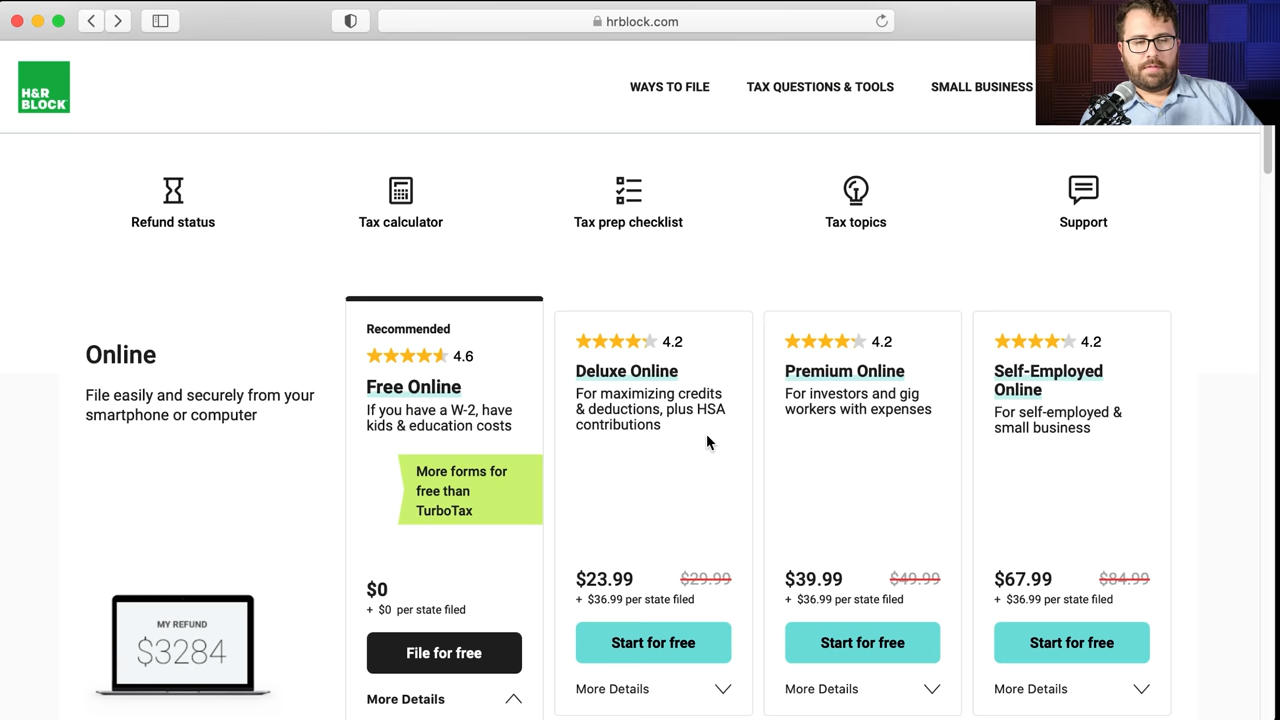 hrblock.com
H&R
BLOCK
WAYS TO FILE
TAX QUESTIONS & TOOLS
SMALL BUSINESS
Refund status
Tax calculator
Tax prep checklist
Tax topics
Support
Online
File easily and securely from your
smartphone or computer
MY REFUND
$3284
Recommended
4.6
Free Online
If you have a W-2, have
kids & education costs
More forms for
free than
TurboTax
$0
+ $0 per state filed
File for free
More Details
4.2
Deluxe Online
For maximizing credits
& deductions, plus HSA
contributions
$23.99 $29.99
+ $36.99 per state filed
Start for free
More Details
4.2
Premium Online
For investors and gig
workers with expenses
$39.99 $49.99
+ $36.99 per state filed
Start for free
More Details
4.2
Self-Employed
Online
For self-employed &
small business
$67.99 $84.99
+ $36.99 per state filed
Start for free
More Details